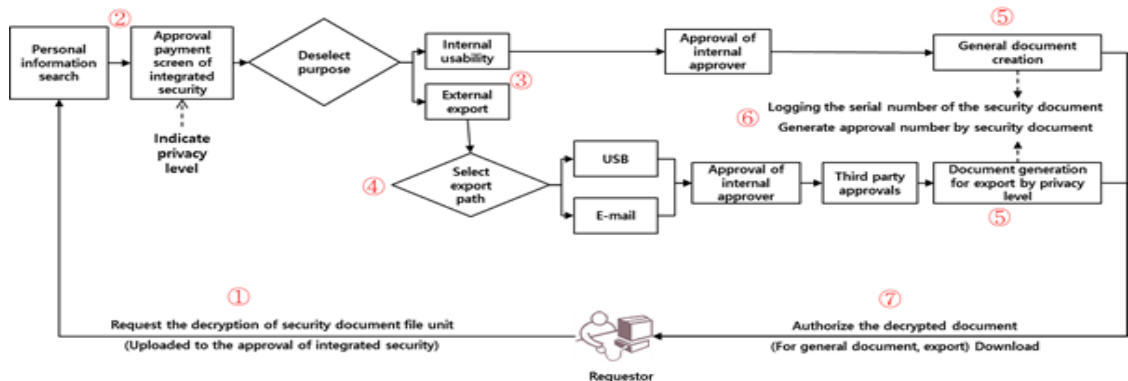 ②
⑤
Personal
information
search
Approval
payment
screen of
integrated
security
Deselect
purpose
Internal
usability
Approval of
internal
approver
General document
creation
③
External
export
Logging the serial number of the security document
⑥
Generate approval number by security document
Indicate
privacy
level
④
Select
export
path
USB
E-mail
Approval of
internal
approver
Third party
approvals
Document generation
for export by privacy
level
⑤
①
Request the decryption of security document file unit
(Uploaded to the approval of integrated security)
⑦
Authorize the decrypted document
(For general document, export) Download
Requestor